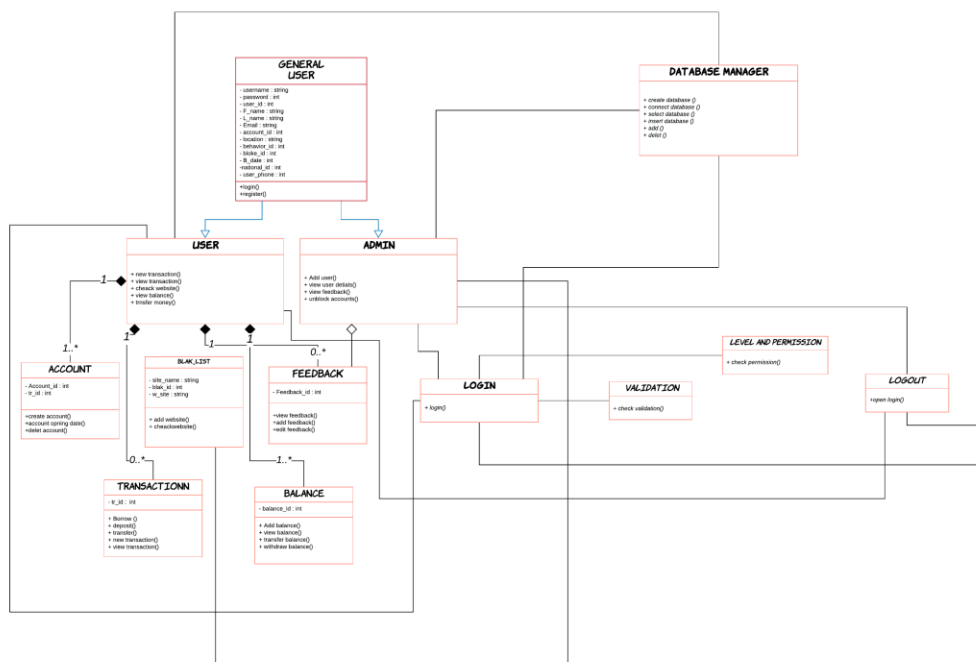 GENERAL
USER
- username : string
- password : int
- user_id : int
- F_name : string
- L_name : string
- Email : string
- account_id : int
- location : string
- behavior_id : int
- bloke_id : int
- B_date : int
-national_id : int
- user_phone : int
+login()
+register()
DATABASE MANAGER
+ create database ()
+ connect database ()
+ select database ()
+ insert database ()
+ add ()
+ delet ()
USER
+ new transaction()
+ view transaction()
+ cheack website()
+ view balance()
+ trnsfer money()
ADMIN
+ Add user()
+ view user detials()
+ view feedback()
+ unblock accounts()
1
1
1
1
1..*
0..*
ACCOUNT
- Account_id : int
- tr_id : int
+create account()
+account opning date()
+delet account()
BLAK_LIST
- site_name : string
- blak_id : int
- w_site : string
+ add website()
+ cheackwebsite()
FEEDBACK
- Feedback_id : int
+view feedback()
+add feedback()
+edit feedback()
LOGIN
+ login()
LEVEL AND PERMISSION
+ check permission()
VALIDATION
+ check validation()
LOGOUT
+open login()
0..*
1..*
TRANSACTIONN
- tr_id : int
+ Borrow ()
+ deposit()
+ transfer()
+ new transaction()
+ view transaction()
BALANCE
- balance_id : int
+ Add balance()
+ view balance()
+ transfer balance()
+ withdraw balance()